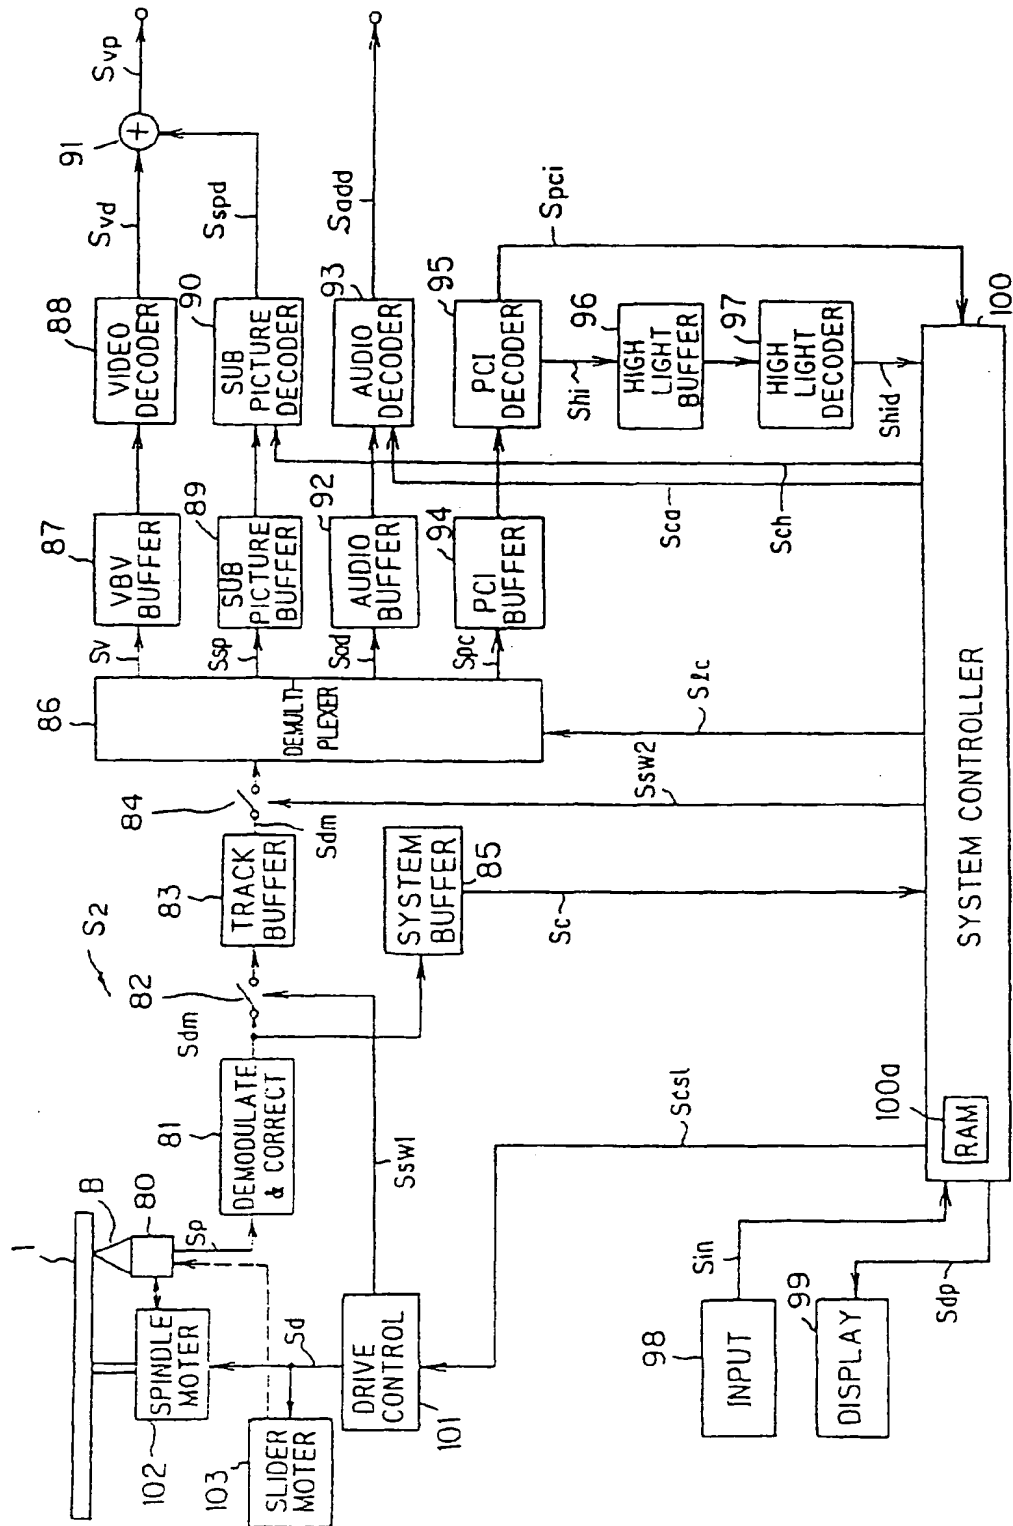 S2
1
B
80
Sp
102
SPINDLE
MOTER
103
SLIDER
MOTER
Sd
DRIVE
CONTROL
101
Ssw1
81
DEMODULATE
& CORRECT
Sdm
82
83
TRACK
BUFFER
84
Sdm
SYSTEM
BUFFER
85
Sc
86
DEMULTI
PLEXER
Sv
Ssp
Sad
Spc
87
VBV
BUFFER
88
VIDEO
DECODER
Svd
91
+
Svp
89
SUB
PICTURE
BUFFER
90
SUB
PICTURE
DECODER
Sspd
92
AUDIO
BUFFER
93
AUDIO
DECODER
Sadd
94
PCI
BUFFER
95
PCI
DECODER
Spci
Shi
96
HIGH
LIGHT
BUFFER
97
HIGH
LIGHT
DECODER
Shid
Sca
Sch
Slc
Ssw2
Scsl
98
INPUT
Sin
99
DISPLAY
Sdp
100a
RAM
SYSTEM CONTROLLER
100